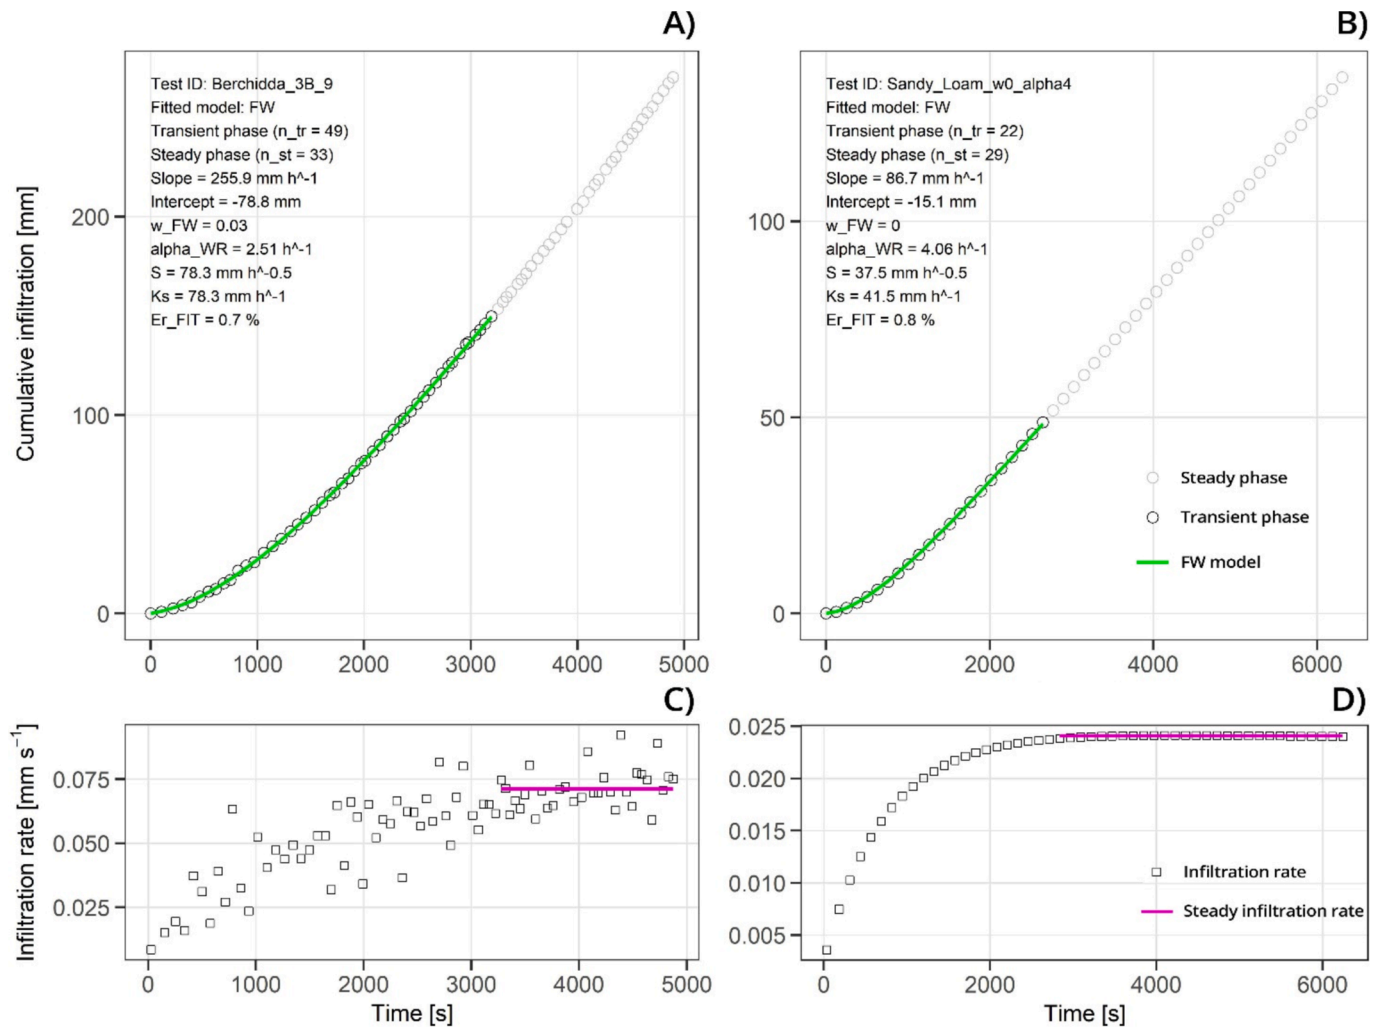 A)
Test ID: Berchidda_3B_9
Fitted model: FW
Transient phase (n_tr = 49)
Steady phase (n_st = 33)
Slope = 255.9 mm h^-1
Intercept = -78.8 mm
w_FW = 0.03
alpha_WR = 2.51 h^-1
S = 78.3 mm h^-0.5
Ks = 78.3 mm h^-1
Er_FIT = 0.7 %
Cumulative infiltration [mm]
200
100
0
0 1000 2000 3000 4000 5000
B)
Test ID: Sandy_Loam_w0_alpha4
Fitted model: FW
Transient phase (n_tr = 22)
Steady phase (n_st = 29)
Slope = 86.7 mm h^-1
Intercept = -15.1 mm
w_FW = 0
alpha_WR = 4.06 h^-1
S = 37.5 mm h^-0.5
Ks = 41.5 mm h^-1
Er_FIT = 0.8 %
100
50
0
Steady phase
Transient phase
FW model
0 2000 4000 6000
C)
Infiltration rate [mm s⁻¹]
0.075
0.050
0.025
0 1000 2000 3000 4000 5000
Time [s]
D)
0.025
0.020
0.015
0.010
0.005
Infiltration rate
Steady infiltration rate
0 2000 4000 6000
Time [s]